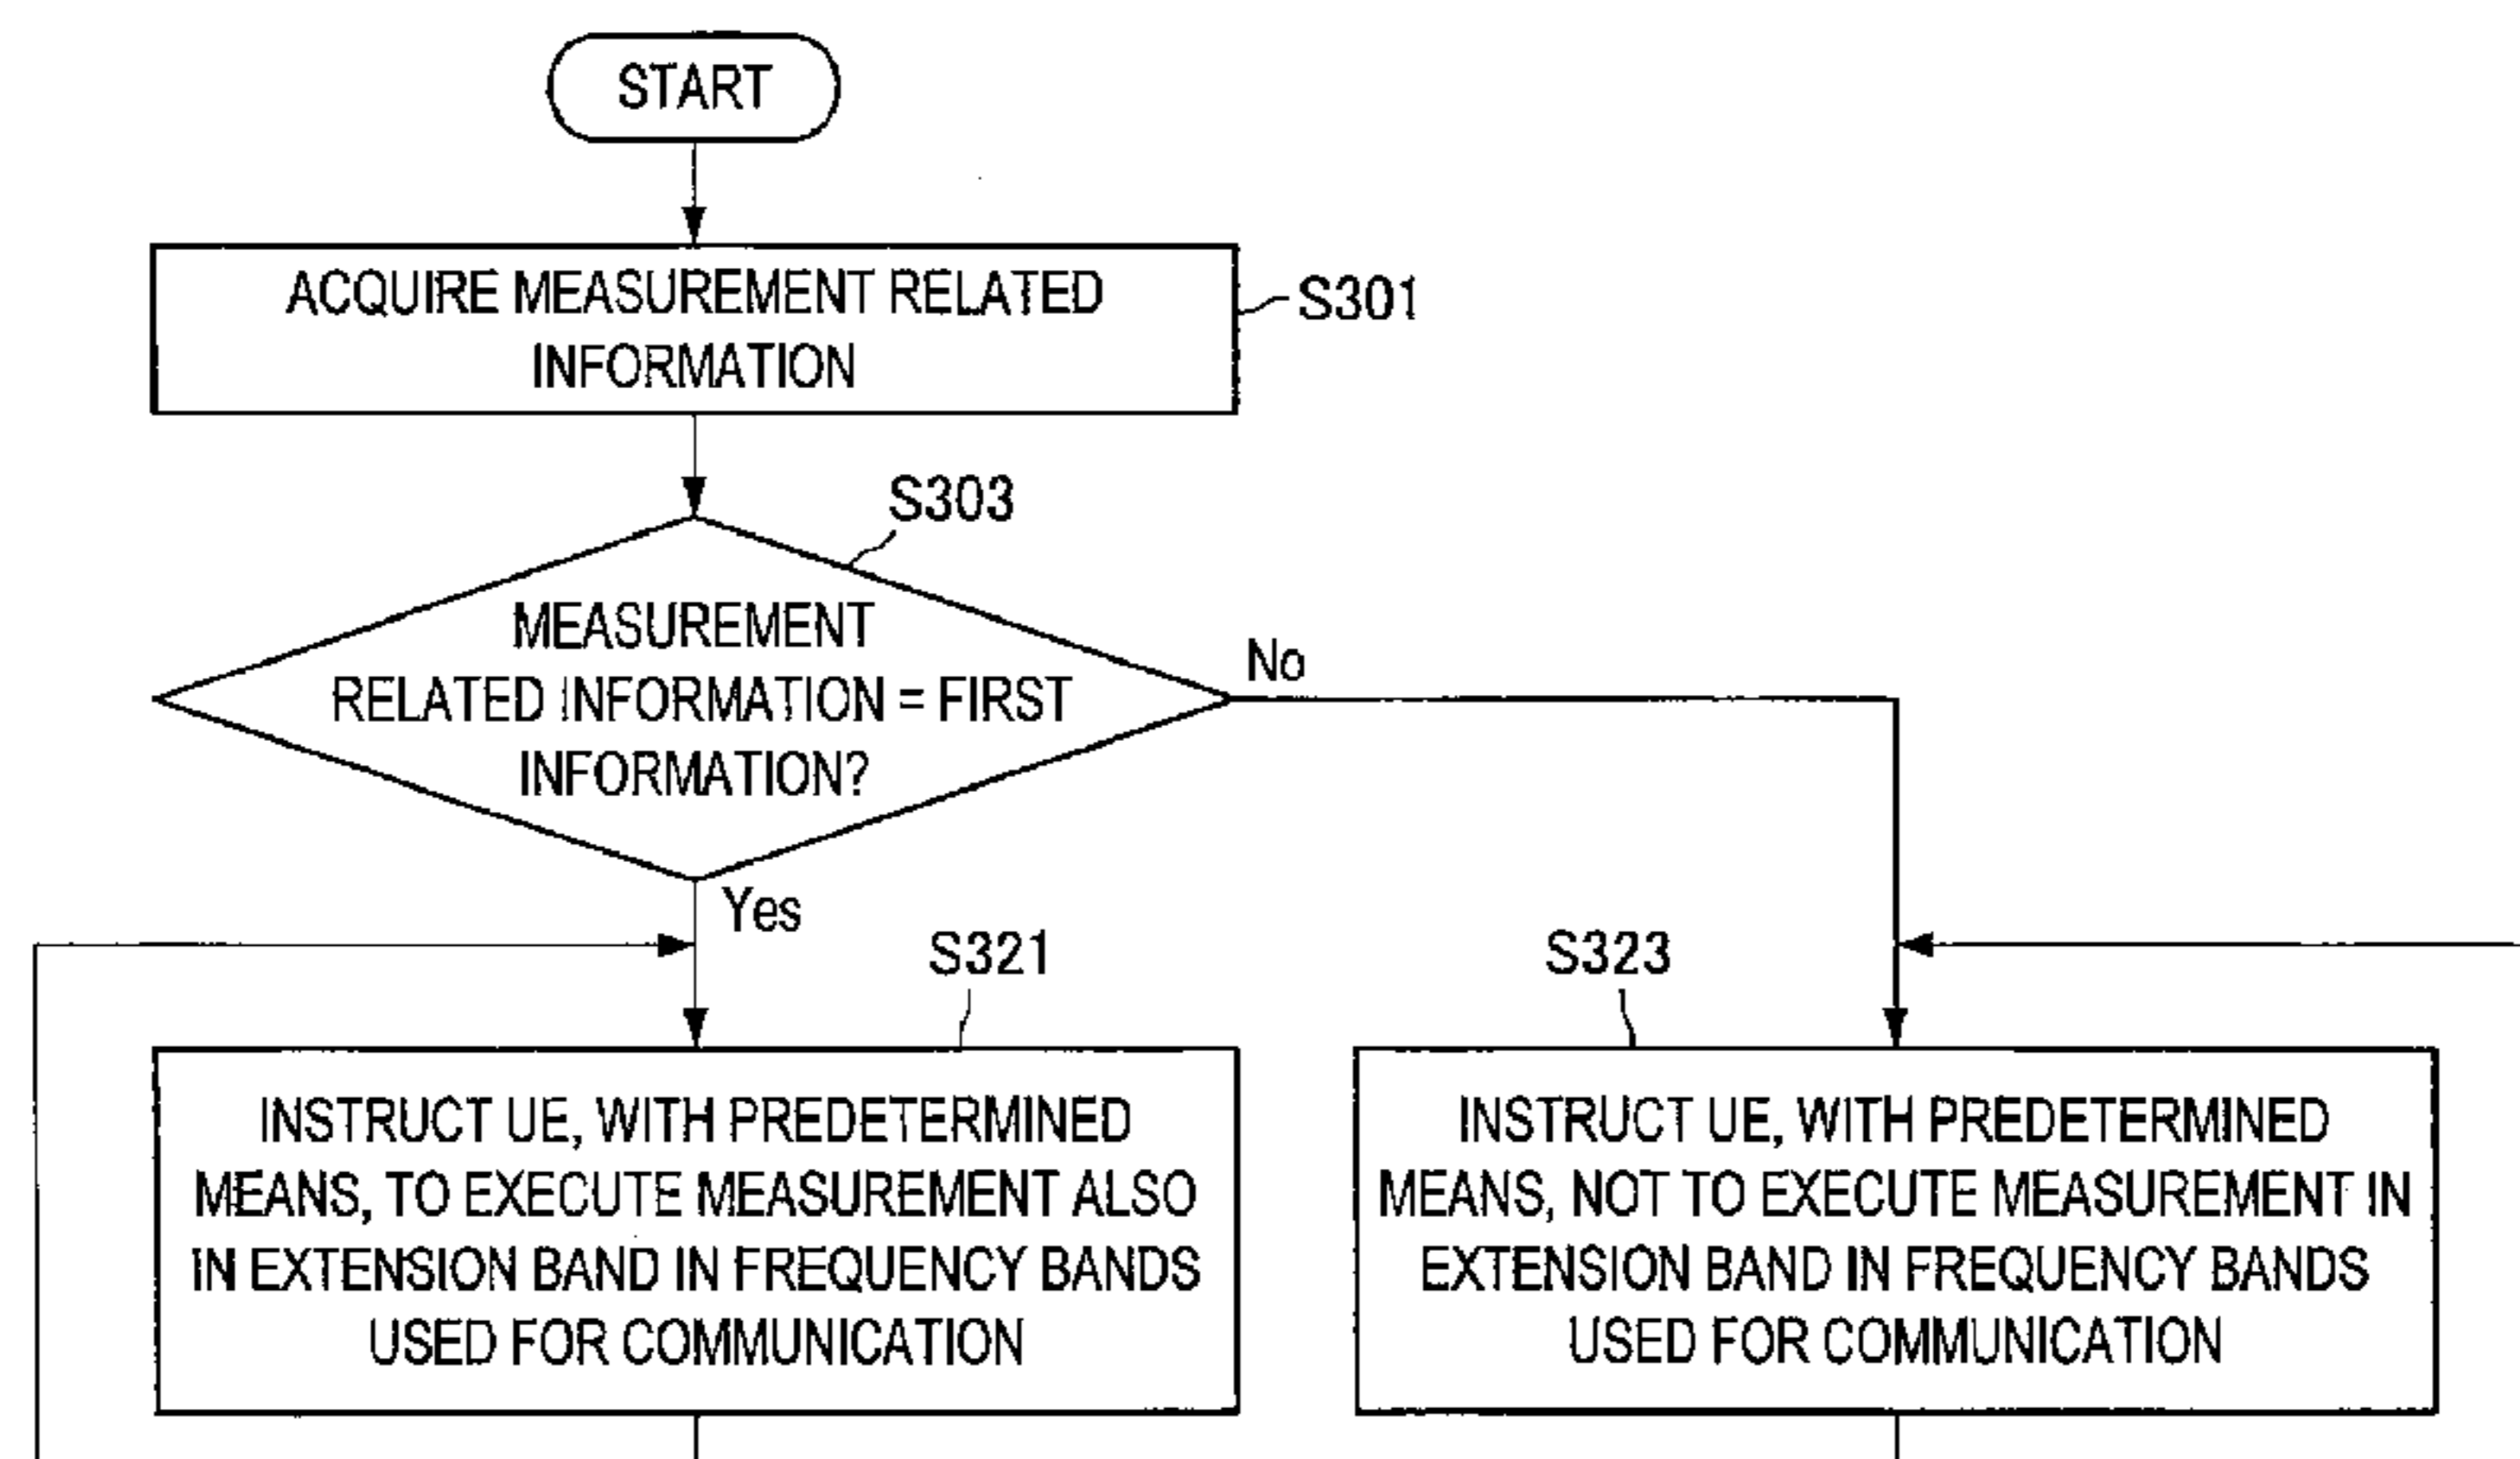 START
ACQUIRE MEASUREMENT RELATED
INFORMATION
S301
S303
MEASUREMENT
RELATED INFORMATION = FIRST
INFORMATION?
No
Yes
S321
INSTRUCT UE, WITH PREDETERMINED
MEANS, TO EXECUTE MEASUREMENT ALSO
IN EXTENSION BAND IN FREQUENCY BANDS
USED FOR COMMUNICATION
S323
INSTRUCT UE, WITH PREDETERMINED
MEANS, NOT TO EXECUTE MEASUREMENT IN
EXTENSION BAND IN FREQUENCY BANDS
USED FOR COMMUNICATION